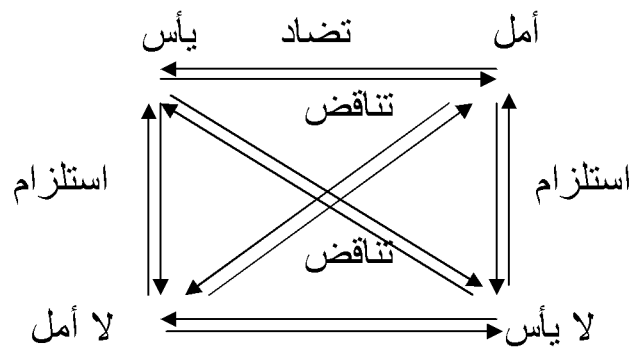 أمل تضاد يأس
تناقض
استلزام استلزام
تناقض
لا يأس لا أمل